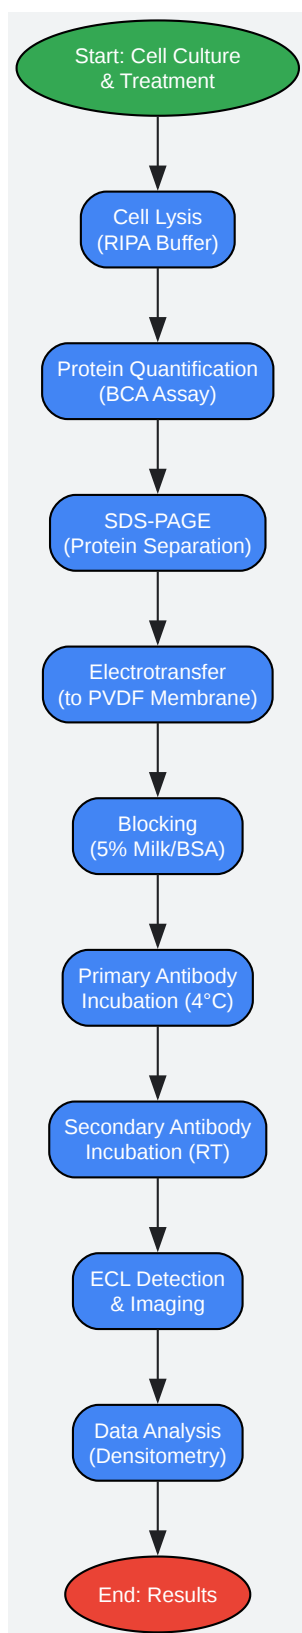 Start: Cell Culture
& Treatment
Cell Lysis
(RIPA Buffer)
Protein Quantification
(BCA Assay)
SDS-PAGE
(Protein Separation)
Electrotransfer
(to PVDF Membrane)
Blocking
(5% Milk/BSA)
Primary Antibody
Incubation (4°C)
Secondary Antibody
Incubation (RT)
ECL Detection
& Imaging
Data Analysis
(Densitometry)
End: Results